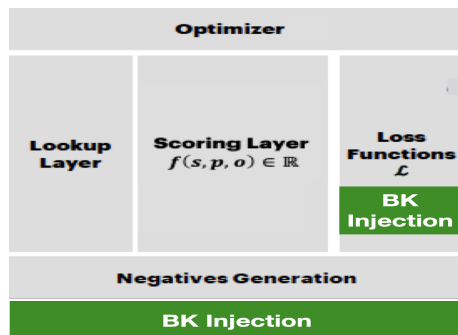 Optimizer
Lookup
Layer
Scoring Layer
f(s, p, o) ∈ ℝ
Loss
Functions
ℒ
BK
Injection
Negatives Generation
BK Injection